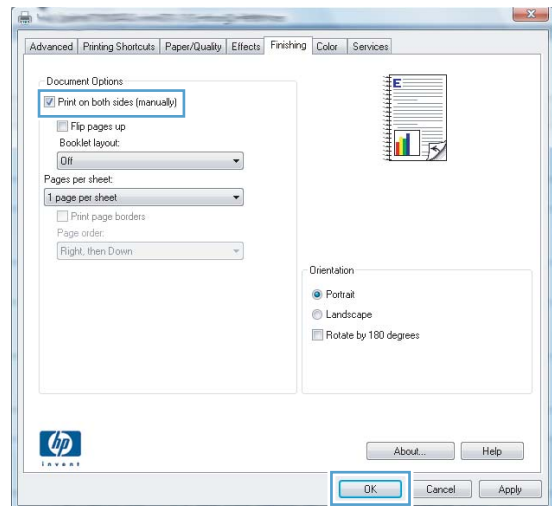 Advanced Printing Shortcuts Paper/Quality Effects Finishing Color Services
Document Options
Print on both sides (manually)
Flip pages up
Booklet layout:
Off
Pages per sheet:
1 page per sheet
Print page borders
Page order:
Right, then Down
E
Orientation
Portrait
Landscape
Rotate by 180 degrees
hp
invent
About... Help
OK Cancel Apply